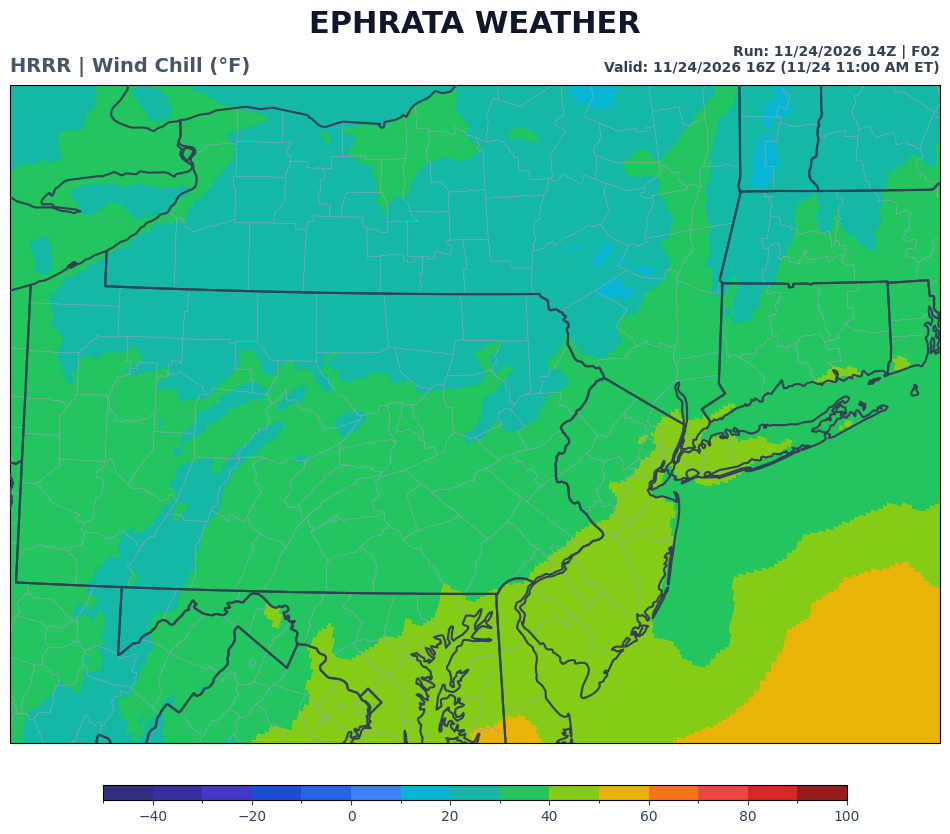 EPHRATA WEATHER
HRRR | Wind Chill (°F)
Run: 11/24/2026 14Z | F02
Valid: 11/24/2026 16Z (11/24 11:00 AM ET)
−40 −20 0 20 40 60 80 100